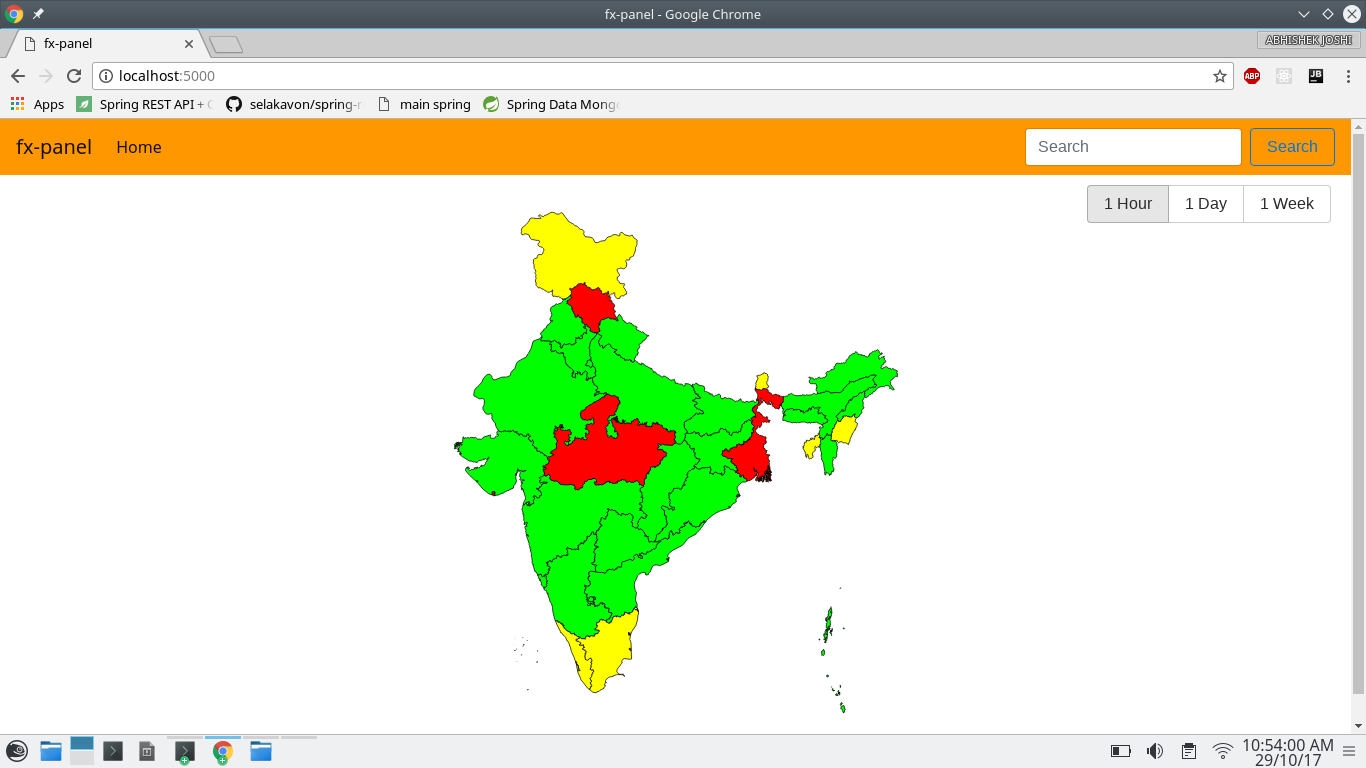 fx-panel - Google Chrome
fx-panel
ABHISHEK JOSHI
localhost:5000
ABP
JB
Apps
Spring REST API +
selakavon/spring-r
main spring
Spring Data Mong
fx-panel
Home
Search
Search
1 Hour
1 Day
1 Week
10:54:00 AM
29/10/17